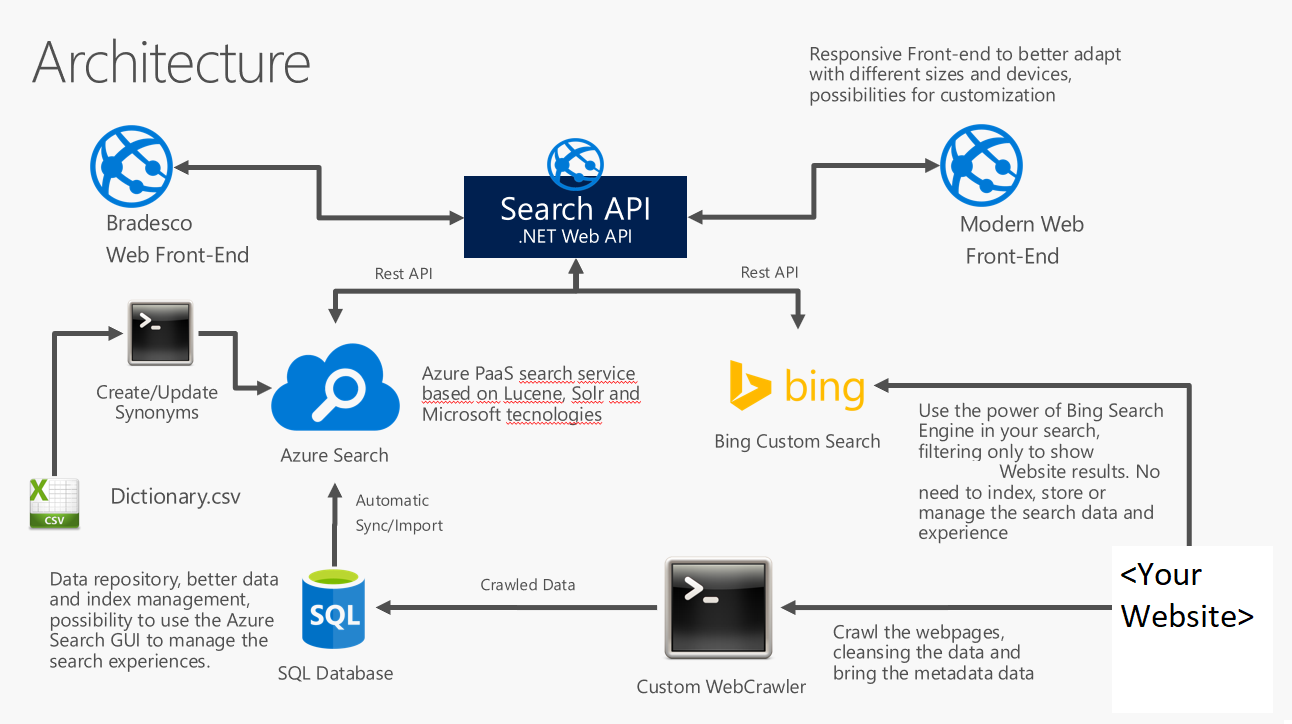 Architecture
Responsive Front-end to better adapt
with different sizes and devices,
possibilities for customization
Bradesco
Web Front-End
Search API
.NET Web API
Modern Web
Front-End
Rest API
Rest API
>_
Create/Update
Synonyms
Azure PaaS search service
based on Lucene, Solr and
Microsoft tecnologies
Azure Search
bing
Bing Custom Search
Use the power of Bing Search
Engine in your search,
filtering only to show
Website results. No
need to index, store or
manage the search data and
experience
X
CSV
Dictionary.csv
Automatic
Sync/Import
Data repository, better data
and index management,
possibility to use the Azure
Search GUI to manage the
search experiences.
SQL
SQL Database
Crawled Data
>_
Custom WebCrawler
Crawl the webpages,
cleansing the data and
bring the metadata data
<Your
Website>